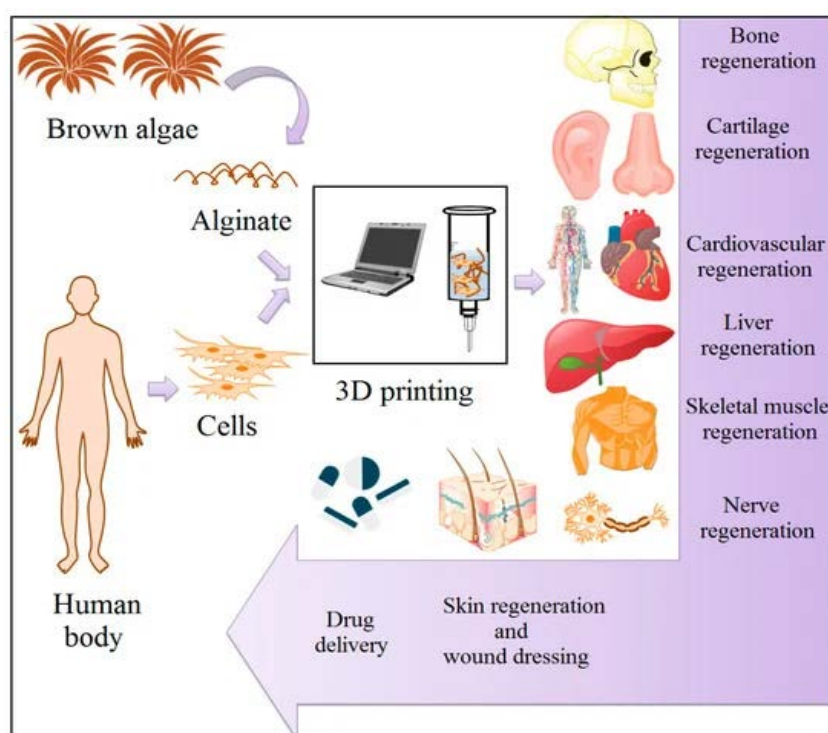 Brown algae
Alginate
Human
body
Cells
3D printing
Bone
regeneration
Cartilage
regeneration
Cardiovascular
regeneration
Liver
regeneration
Skeletal muscle
regeneration
Nerve
regeneration
Skin regeneration
and
wound dressing
Drug
delivery